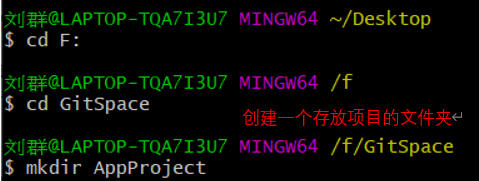 刘群@LAPTOP-TQA7I3U7 MINGW64 ~/Desktop
$ cd F:
刘群@LAPTOP-TQA7I3U7 MINGW64 /f
$ cd GitSpace
创建一个存放项目的文件夹↵
刘群@LAPTOP-TQA7I3U7 MINGW64 /f/GitSpace
$ mkdir AppProject